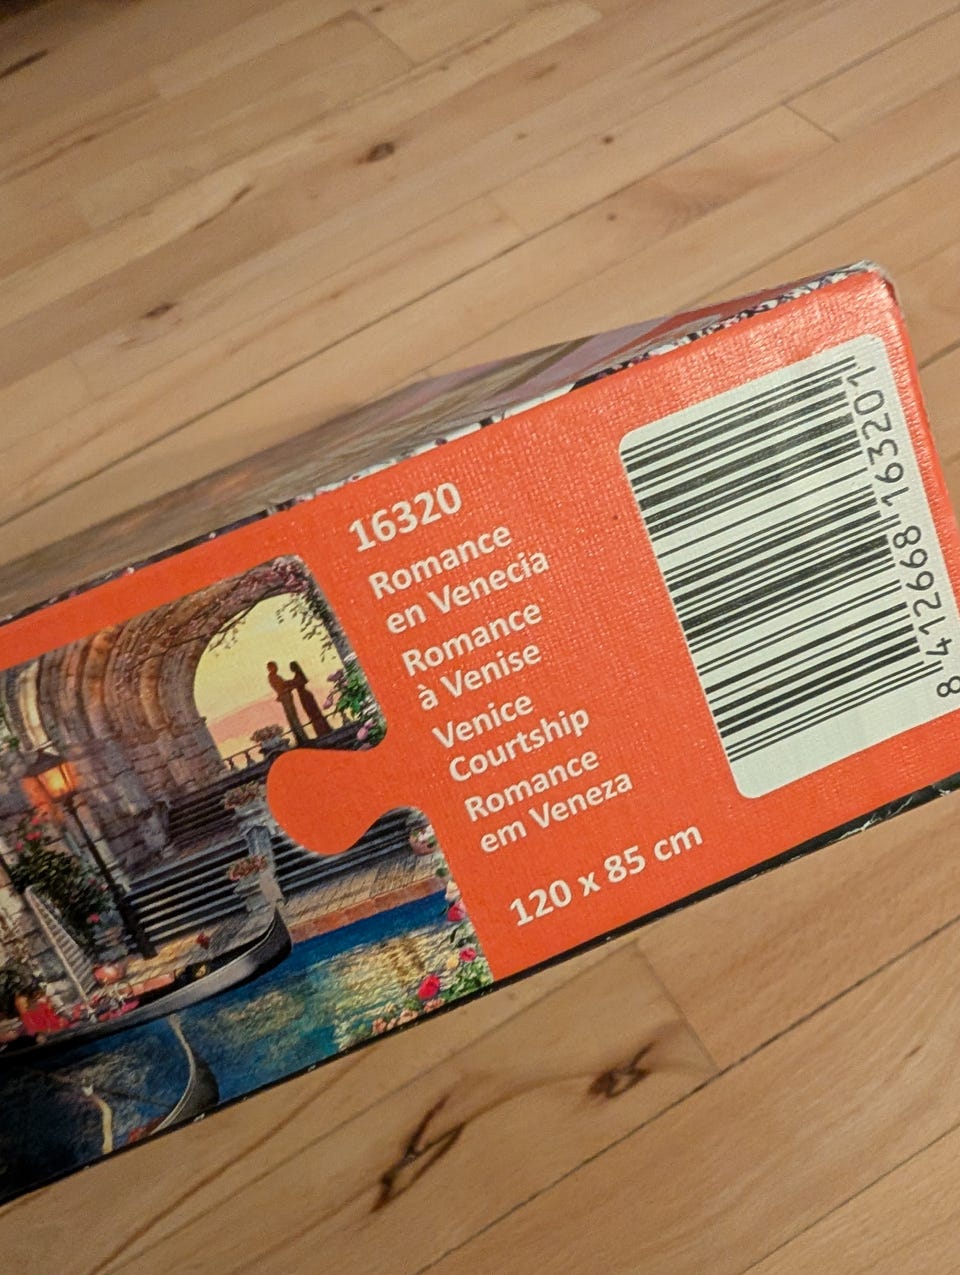 16320
Romance
en Venecia
Romance
à Venise
Venice
Courtship
Romance
em Veneza
120 x 85 cm
8 412668 163201